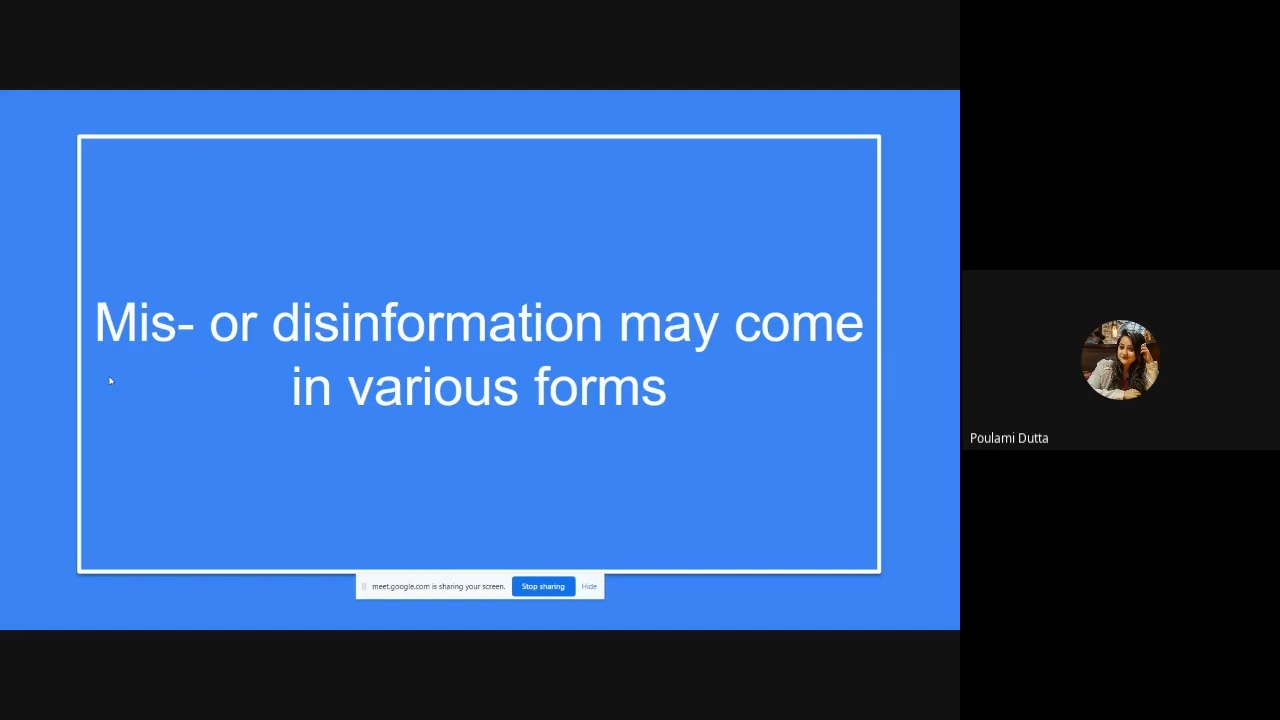 Mis- or disinformation may come
in various forms
meet.google.com is sharing your screen. Stop sharing Hide
Poulami Dutta